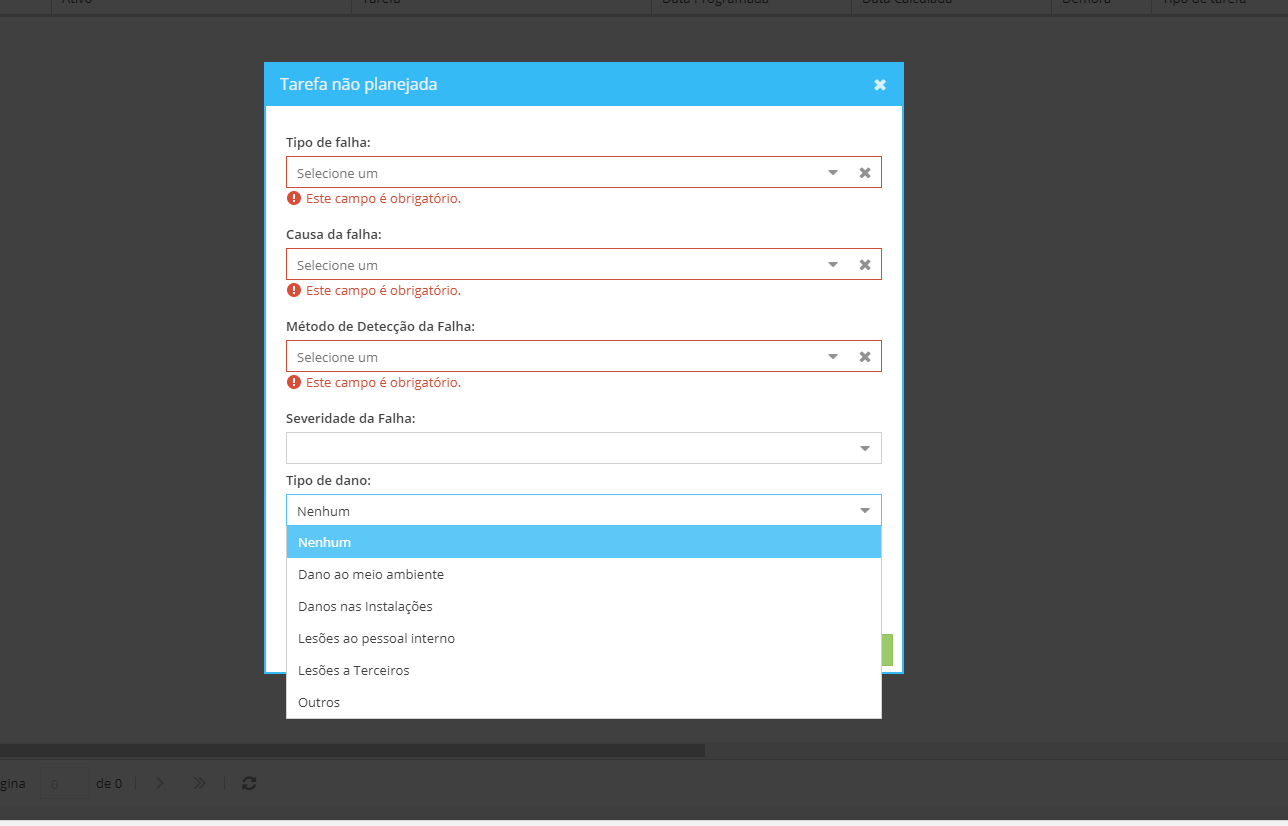 Ativo Tarefa Data Programada Data Calculada Demora Tipo de tarefa
Tarefa não planejada
Tipo de falha:
Selecione um
Este campo é obrigatório.
Causa da falha:
Selecione um
Este campo é obrigatório.
Método de Detecção da Falha:
Selecione um
Este campo é obrigatório.
Severidade da Falha:
Tipo de dano:
Nenhum
Nenhum
Dano ao meio ambiente
Danos nas Instalações
Lesões ao pessoal interno
Lesões a Terceiros
Outros
gina 0 de 0